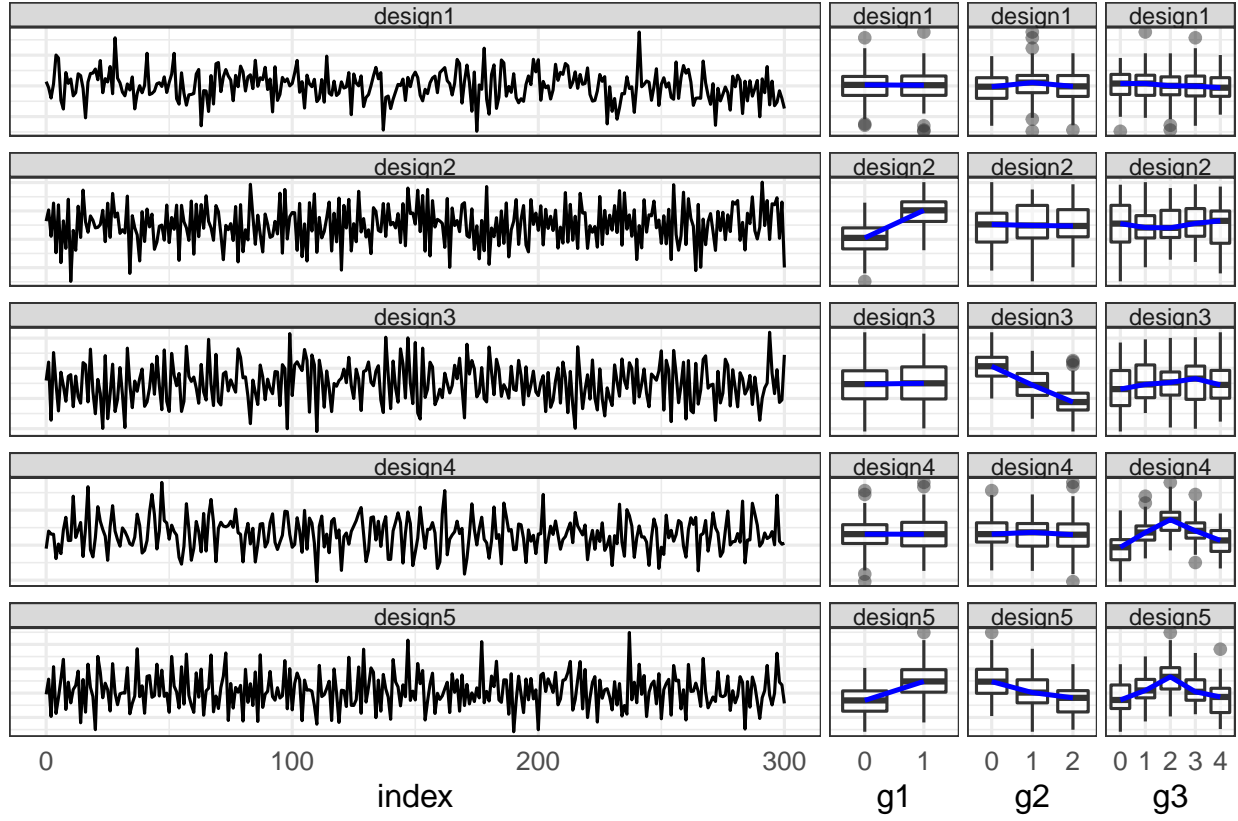 design1 design1 design1 design1
design2 design2 design2 design2
design3 design3 design3 design3
design4 design4 design4 design4
design5 design5 design5 design5
0 100 200 300 0 1 0 1 2 0 1 2 3 4
index g1 g2 g3